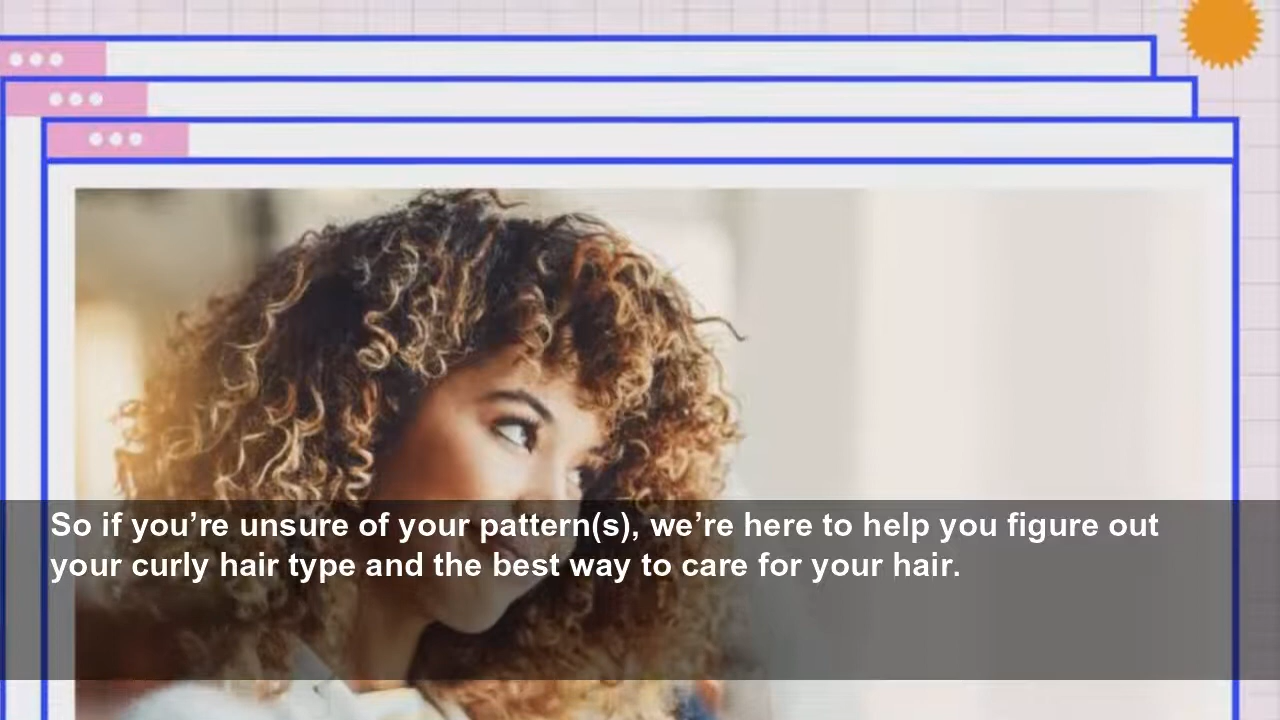 So if you’re unsure of your pattern(s), we’re here to help you figure out
your curly hair type and the best way to care for your hair.